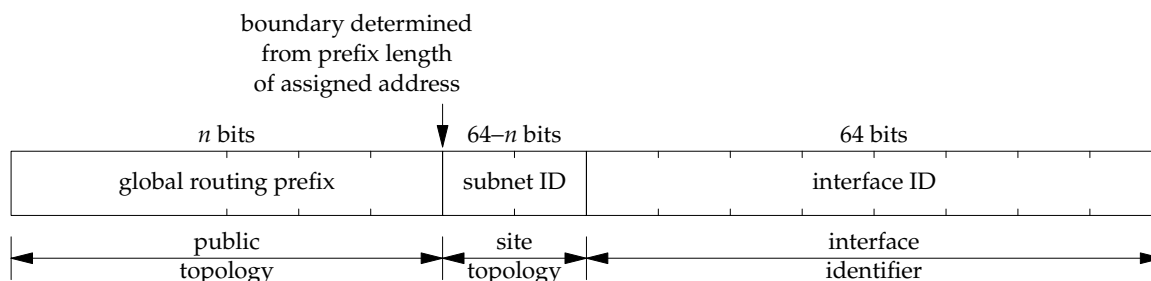 boundary determined
from prefix length
of assigned address
n bits
64–n bits
64 bits
global routing prefix
subnet ID
interface ID
public
topology
site
topology
interface
identifier